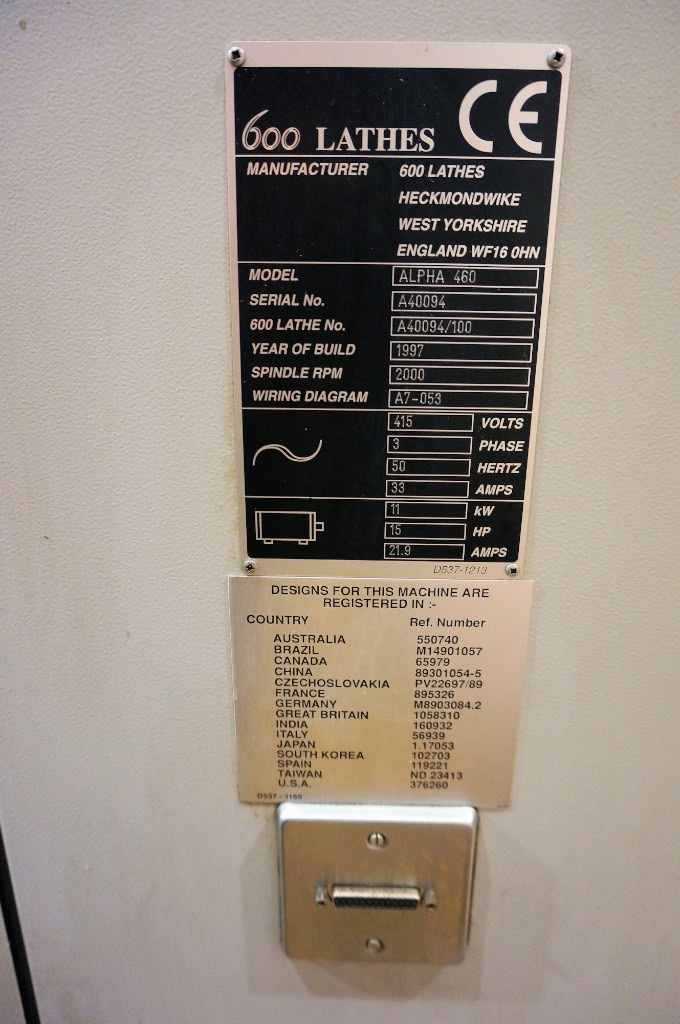 600 LATHES CE
MANUFACTURER 600 LATHES
HECKMONDWIKE
WEST YORKSHIRE
ENGLAND WF16 0HN
MODEL ALPHA 460
SERIAL No. A40094
600 LATHE No. A40094/100
YEAR OF BUILD 1997
SPINDLE RPM 2000
WIRING DIAGRAM A7-053
415 VOLTS
3 PHASE
50 HERTZ
33 AMPS
11 kW
15 HP
21.9 AMPS
D537-1213
DESIGNS FOR THIS MACHINE ARE
REGISTERED IN :-
COUNTRY Ref. Number
AUSTRALIA 550740
BRAZIL M14901057
CANADA 65979
CHINA 89301054-5
CZECHOSLOVAKIA PV22697/89
FRANCE 895326
GERMANY M8903084.2
GREAT BRITAIN 1058310
INDIA 160932
ITALY 56939
JAPAN 1.17053
SOUTH KOREA 102703
SPAIN 119221
TAIWAN ND 23413
U.S.A. 376260
D537-1165